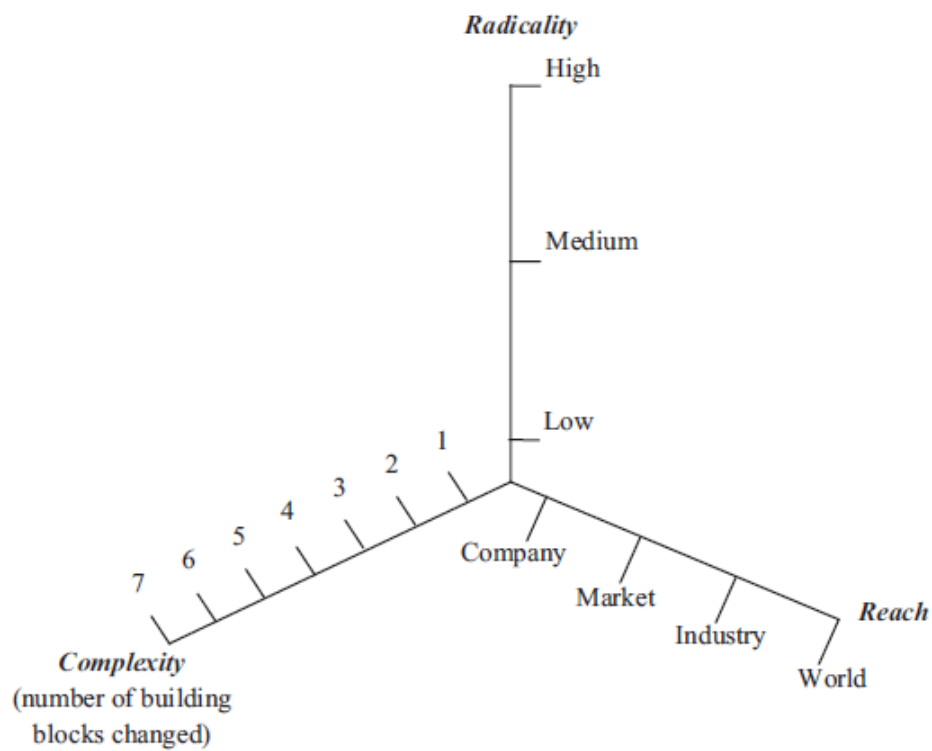 Radicality
High
Medium
Low
1
2
3
4
5
6
7
Company
Market
Industry
World
Reach
Complexity
(number of building
blocks changed)